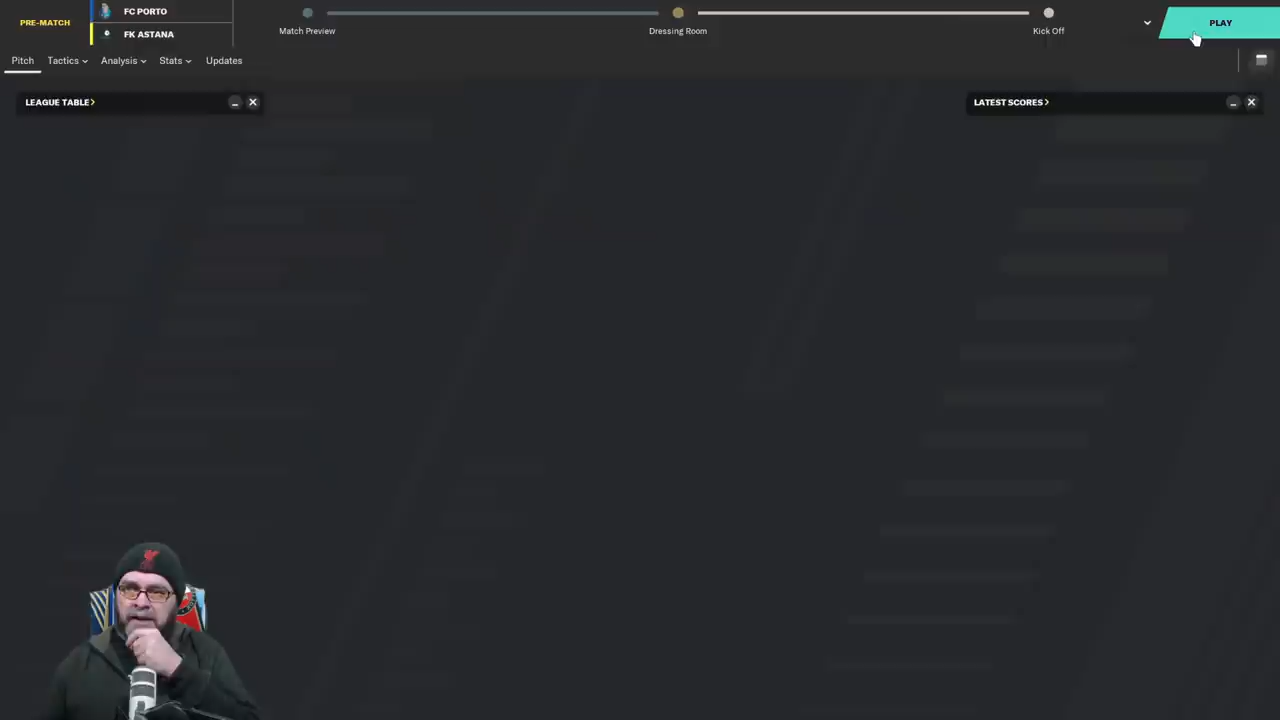 PRE-MATCH
FC PORTO
FK ASTANA
Match Preview
Dressing Room
Kick Off
PLAY
Pitch
Tactics
Analysis
Stats
Updates
LEAGUE TABLE
LATEST SCORES